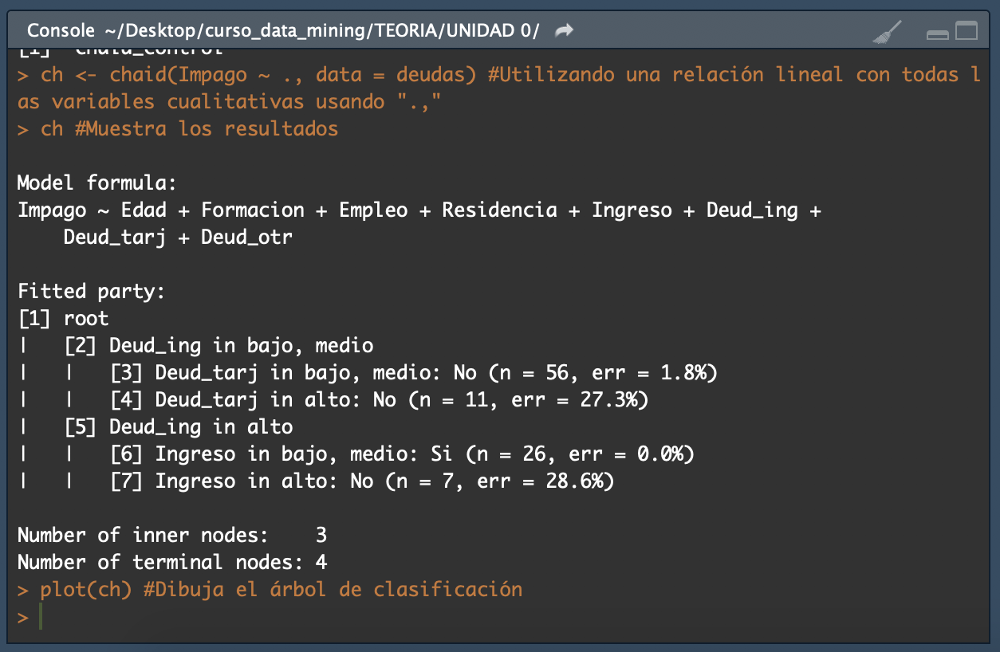 Console ~/Desktop/curso_data_mining/TEORIA/UNIDAD 0/
[1] "chaid_control"
> ch <- chaid(Impago ~ ., data = deudas) #Utilizando una relación lineal con todas l
as variables cualitativas usando ".,"
> ch #Muestra los resultados
Model formula:
Impago ~ Edad + Formacion + Empleo + Residencia + Ingreso + Deud_ing +
    Deud_tarj + Deud_otr
Fitted party:
[1] root
|   [2] Deud_ing in bajo, medio
|   |   [3] Deud_tarj in bajo, medio: No (n = 56, err = 1.8%)
|   |   [4] Deud_tarj in alto: No (n = 11, err = 27.3%)
|   [5] Deud_ing in alto
|   |   [6] Ingreso in bajo, medio: Si (n = 26, err = 0.0%)
|   |   [7] Ingreso in alto: No (n = 7, err = 28.6%)
Number of inner nodes:    3
Number of terminal nodes: 4
> plot(ch) #Dibuja el árbol de clasificación
>